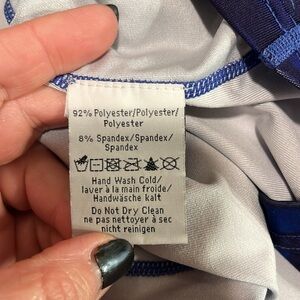 92% Polyester/Polyester/
Polyester
8% Spandex/Spandex/
Spandex
Hand Wash Cold/
laver à la main froide/
Handwäsche kalt
Do Not Dry Clean
ne pas nettoyer à sec
nicht reinigen